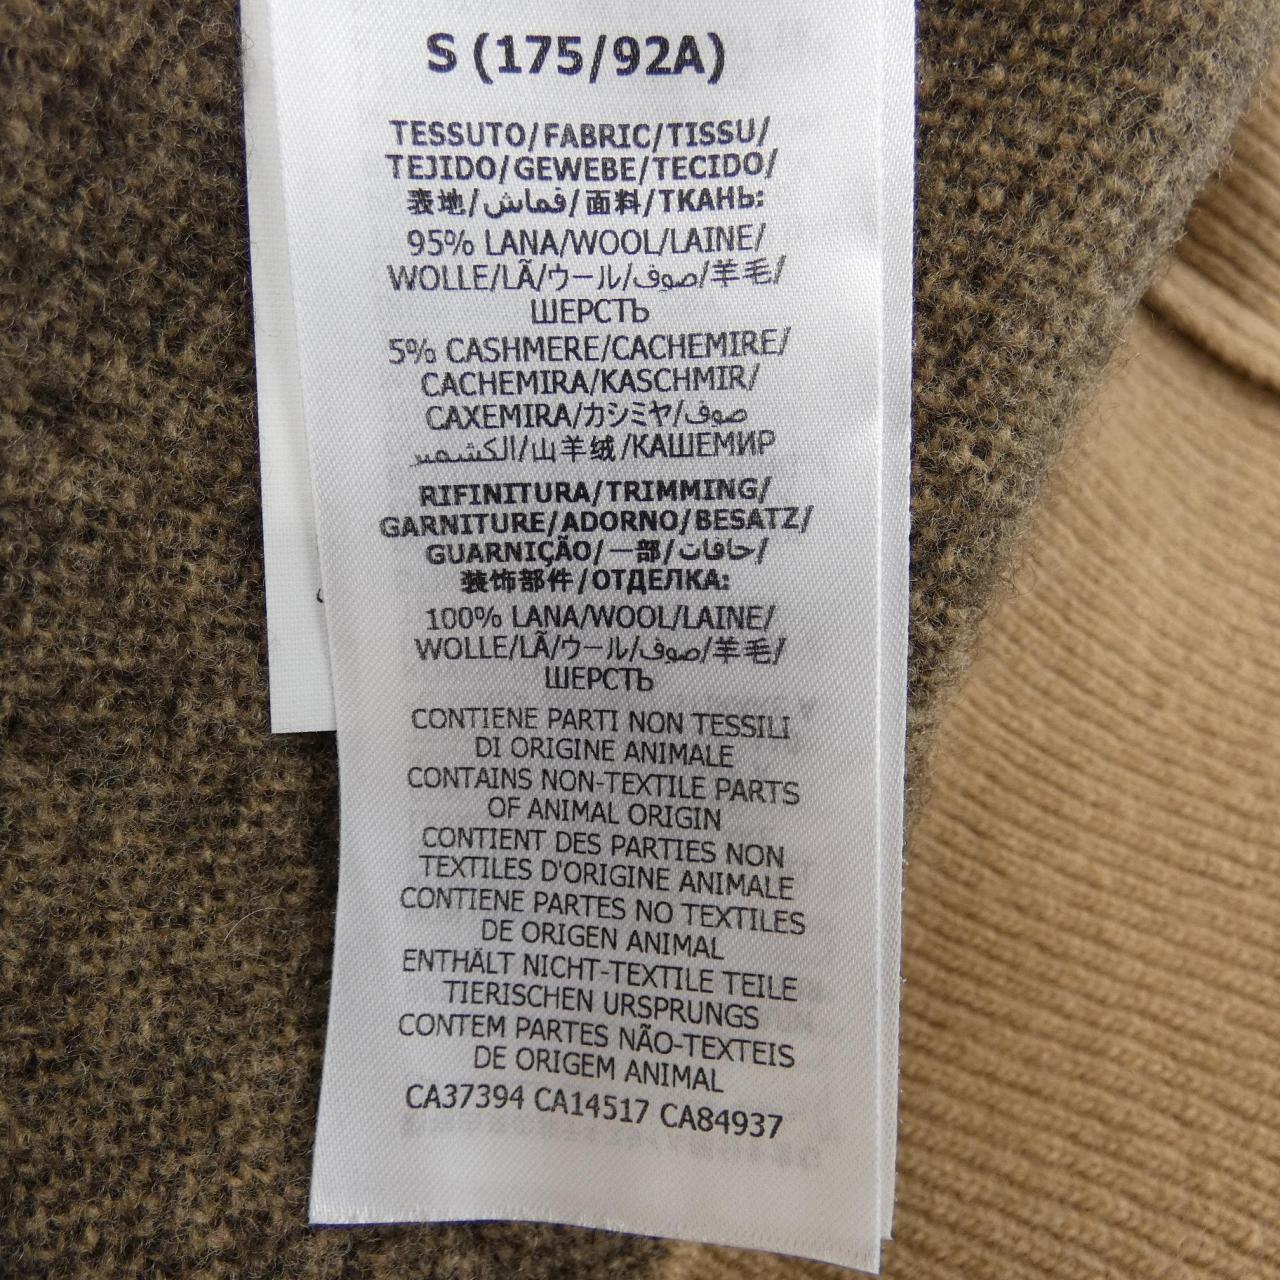 S (175/92A)
TESSUTO/FABRIC/TISSU/
TEJIDO/GEWEBE/TECIDO/
表地/قماش/面料/ТКАНЬ:
95% LANA/WOOL/LAINE/
WOLLE/LÃ/ウール/صوف/羊毛/
ШЕРСТЬ
5% CASHMERE/CACHEMIRE/
CACHEMIRA/KASCHMIR/
CAXEMIRA/カシミヤ/صوف
الكشمير/山羊绒/КАШЕМИР
RIFINITURA/TRIMMING/
GARNITURE/ADORNO/BESATZ/
GUARNIÇÃO/一部/حافات/
装饰部件/ОТДЕЛКА:
100% LANA/WOOL/LAINE/
WOLLE/LÃ/ウール/صوف/羊毛/
ШЕРСТЬ
CONTIENE PARTI NON TESSILI
DI ORIGINE ANIMALE
CONTAINS NON-TEXTILE PARTS
OF ANIMAL ORIGIN
CONTIENT DES PARTIES NON
TEXTILES D'ORIGINE ANIMALE
CONTIENE PARTES NO TEXTILES
DE ORIGEN ANIMAL
ENTHÄLT NICHT-TEXTILE TEILE
TIERISCHEN URSPRUNGS
CONTEM PARTES NÃO-TEXTEIS
DE ORIGEM ANIMAL
CA37394 CA14517 CA84937